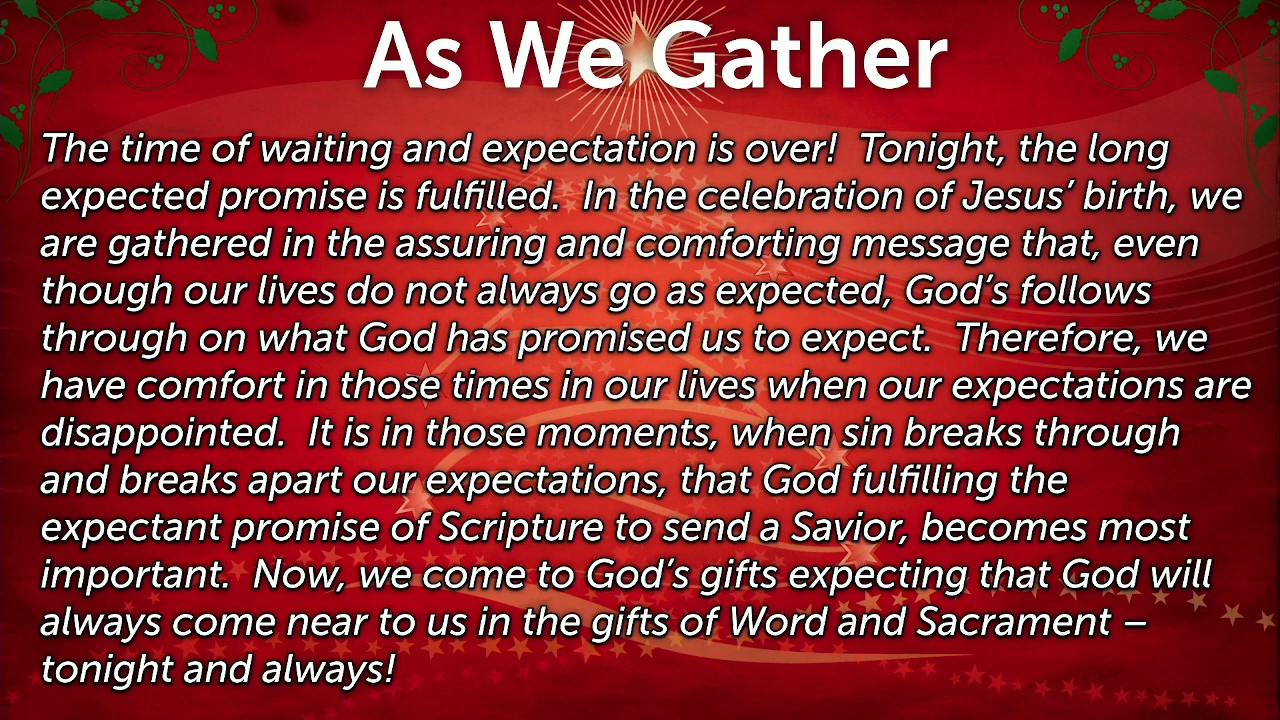 As We Gather
The time of waiting and expectation is over!  Tonight, the long
expected promise is fulfilled.  In the celebration of Jesus’ birth, we
are gathered in the assuring and comforting message that, even
though our lives do not always go as expected, God’s follows
through on what God has promised us to expect.  Therefore, we
have comfort in those times in our lives when our expectations are
disappointed.  It is in those moments, when sin breaks through
and breaks apart our expectations, that God fulfilling the
expectant promise of Scripture to send a Savior, becomes most
important.  Now, we come to God’s gifts expecting that God will
always come near to us in the gifts of Word and Sacrament –
tonight and always!